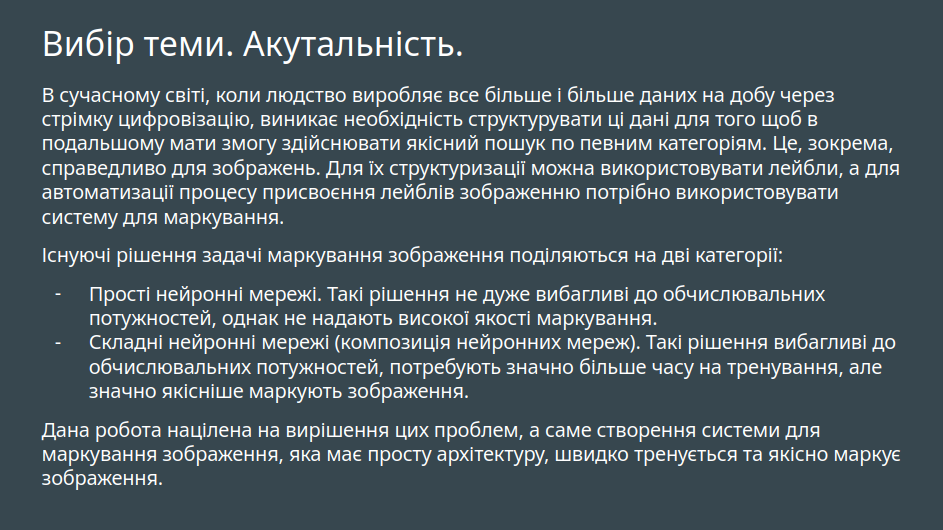 Вибір теми. Акутальність.
В сучасному світі, коли людство виробляє все більше і більше даних на добу через
стрімку цифровізацію, виникає необхідність структурувати ці дані для того щоб в
подальшому мати змогу здійснювати якісний пошук по певним категоріям. Це, зокрема,
справедливо для зображень. Для їх структуризації можна використовувати лейбли, а для
автоматизації процесу присвоєння лейблів зображенню потрібно використовувати
систему для маркування.
Існуючі рішення задачі маркування зображення поділяються на дві категорії:
- Прості нейронні мережі. Такі рішення не дуже вибагливі до обчислювальних
потужностей, однак не надають високої якості маркування.
- Складні нейронні мережі (композиція нейронних мереж). Такі рішення вибагливі до
обчислювальних потужностей, потребують значно більше часу на тренування, але
значно якісніше маркують зображення.
Дана робота націлена на вирішення цих проблем, а саме створення системи для
маркування зображення, яка має просту архітектуру, швидко тренується та якісно маркує
зображення.